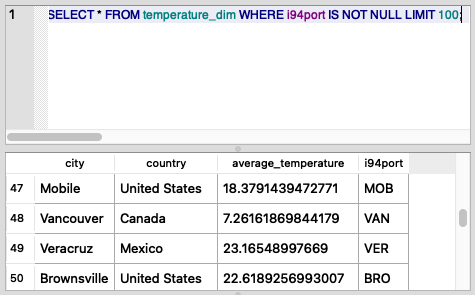 1 SELECT * FROM temperature_dim WHERE i94port IS NOT NULL LIMIT 100;
city country average_temperature i94port
47 Mobile United States 18.3791439472771 MOB
48 Vancouver Canada 7.26161869844179 VAN
49 Veracruz Mexico 23.16548997669 VER
50 Brownsville United States 22.6189256993007 BRO